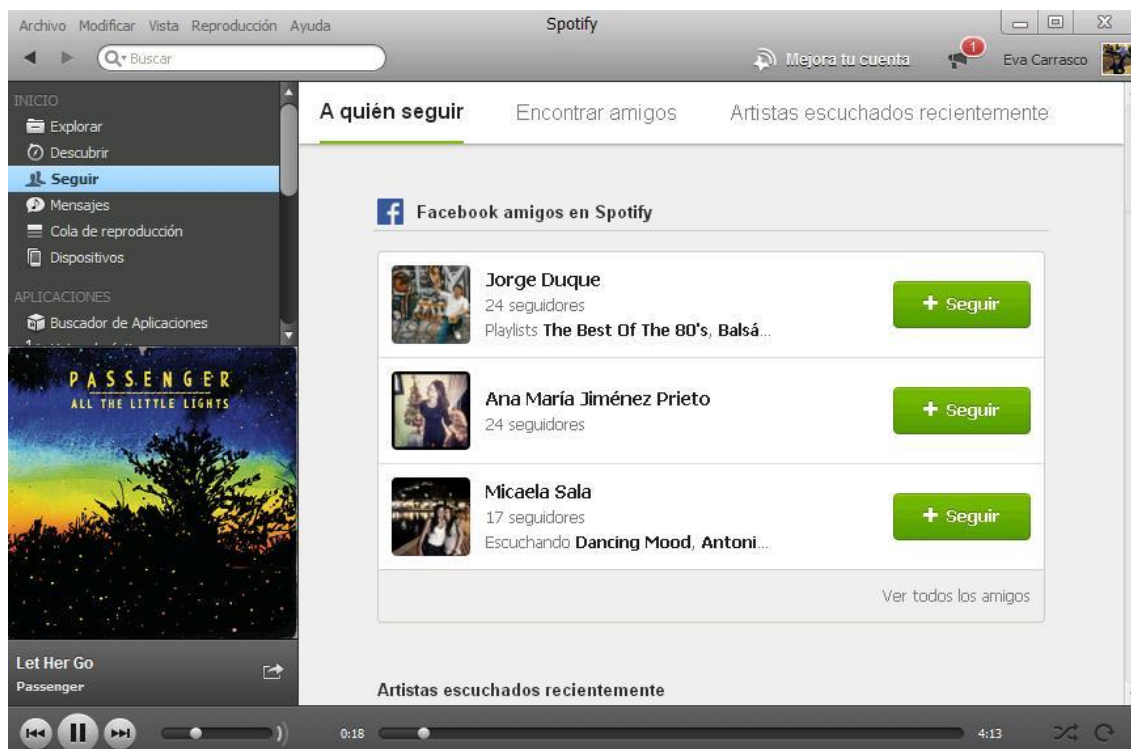 Archivo Modificar Vista Reproducción Ayuda
Spotify
Buscar
Mejora tu cuenta
1
Eva Carrasco
INICIO
Explorar
Descubrir
Seguir
Mensajes
Cola de reproducción
Dispositivos
APLICACIONES
Buscador de Aplicaciones
PASSENGER
ALL THE LITTLE LIGHTS
Let Her Go
Passenger
A quién seguir Encontrar amigos Artistas escuchados recientemente
Facebook amigos en Spotify
Jorge Duque
24 seguidores
Playlists The Best Of The 80's, Balsá...
+ Seguir
Ana María Jiménez Prieto
24 seguidores
+ Seguir
Micaela Sala
17 seguidores
Escuchando Dancing Mood, Antoni...
+ Seguir
Ver todos los amigos
Artistas escuchados recientemente
0:18 4:13